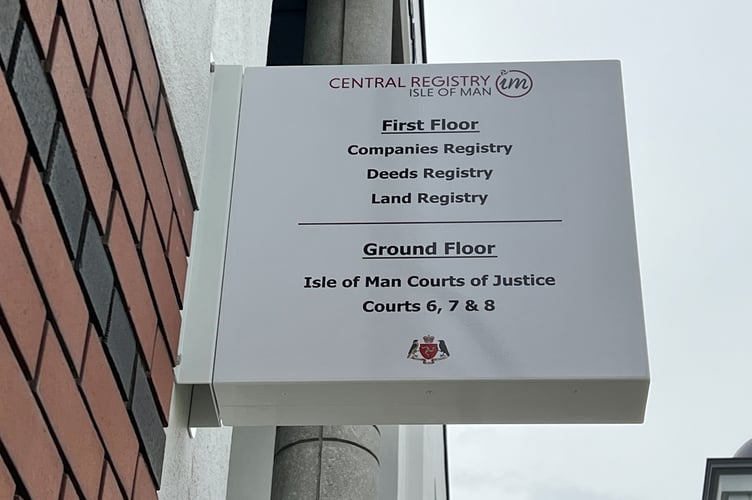 CENTRAL REGISTRY im
ISLE OF MAN
First Floor
Companies Registry
Deeds Registry
Land Registry
Ground Floor
Isle of Man Courts of Justice
Courts 6, 7 & 8